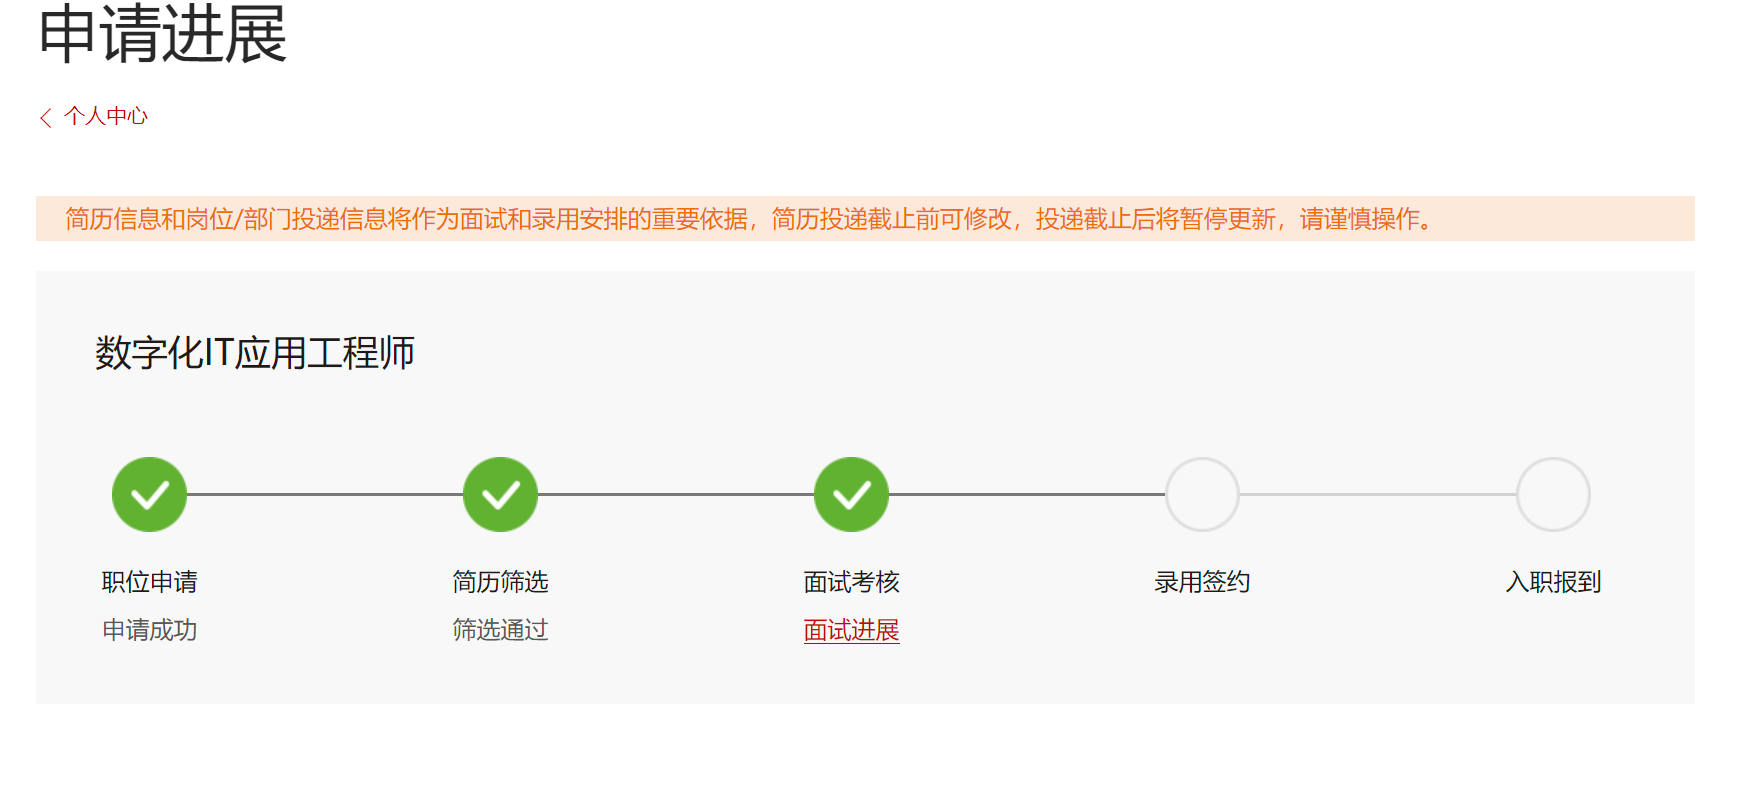 申请进展
个人中心
简历信息和岗位/部门投递信息将作为面试和录用安排的重要依据，简历投递截止前可修改，投递截止后将暂停更新，请谨慎操作。
数字化IT应用工程师
职位申请
简历筛选
面试考核
录用签约
入职报到
申请成功
筛选通过
面试进展